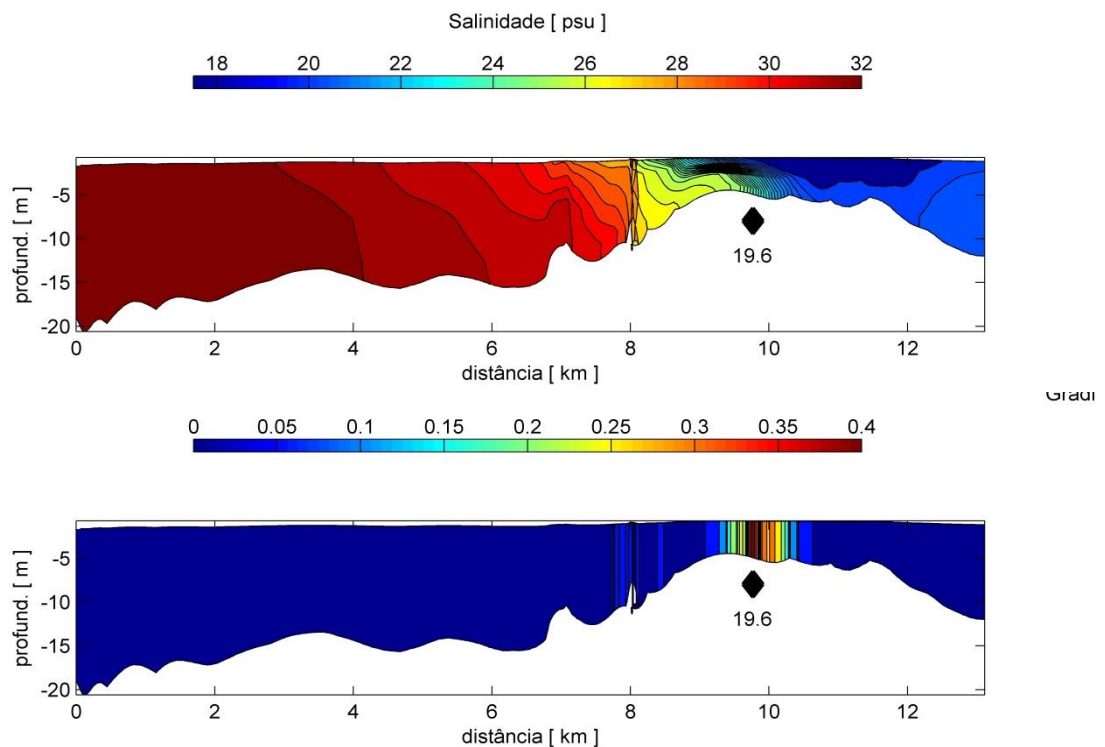 Salinidade [ psu ]
18 20 22 24 26 28 30 32
profund. [ m ]
-5
-10
-15
-20
19.6
0 2 4 6 8 10 12
distância [ km ]
0 0.05 0.1 0.15 0.2 0.25 0.3 0.35 0.4
profund. [ m ]
-5
-10
-15
-20
19.6
0 2 4 6 8 10 12
distância [ km ]